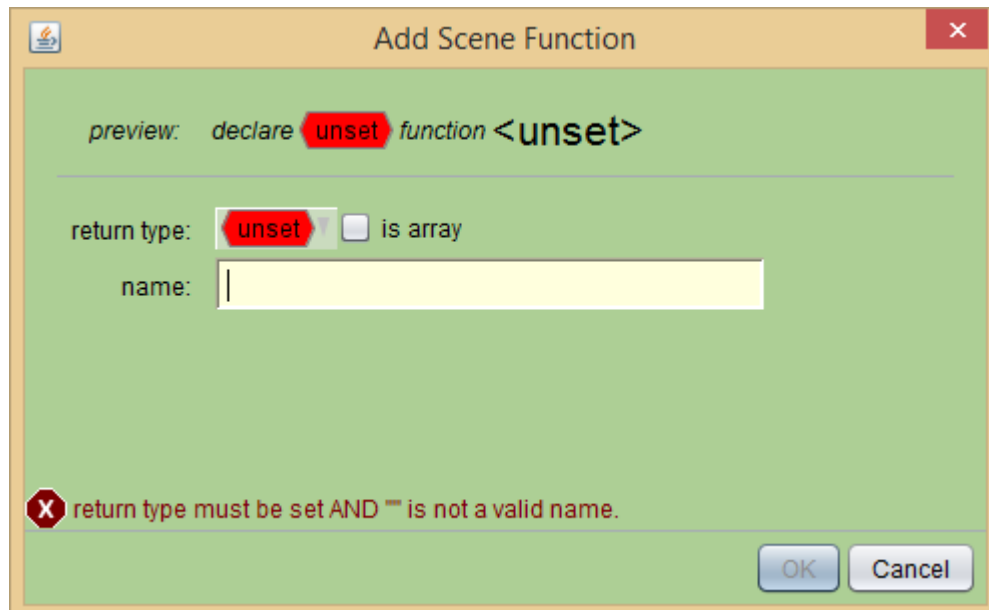 Add Scene Function
preview: declare unset function <unset>
return type: unset is array
name:
X return type must be set AND "" is not a valid name.
OK Cancel